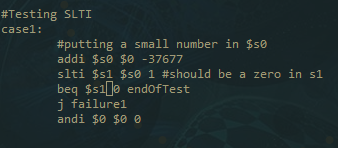 #Testing SLTI
case1:
#putting a small number in $s0
addi $s0 $0 -37677
slti $s1 $s0 1 #should be a zero in s1
beq $s1 0 endOfTest
j failure1
andi $0 $0 0